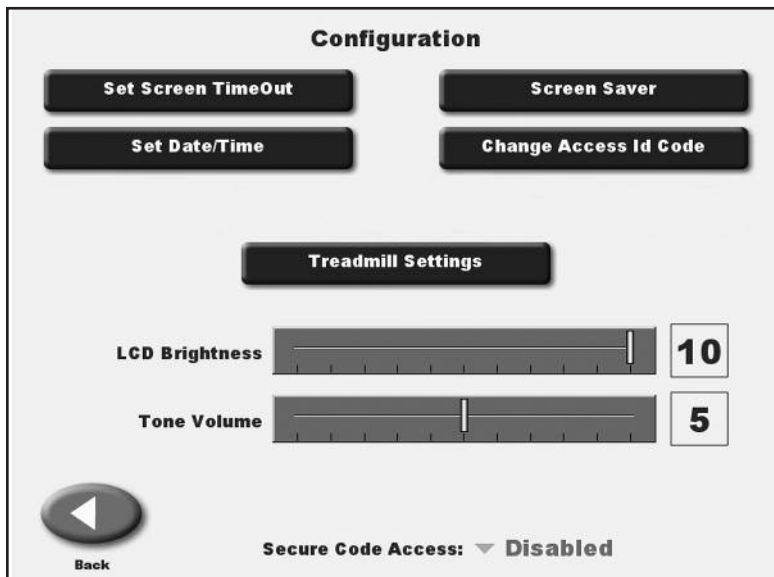 Configuration
Set Screen TimeOut
Screen Saver
Set Date/Time
Change Access Id Code
Treadmill Settings
LCD Brightness
10
Tone Volume
5
Secure Code Access: Disabled
Back